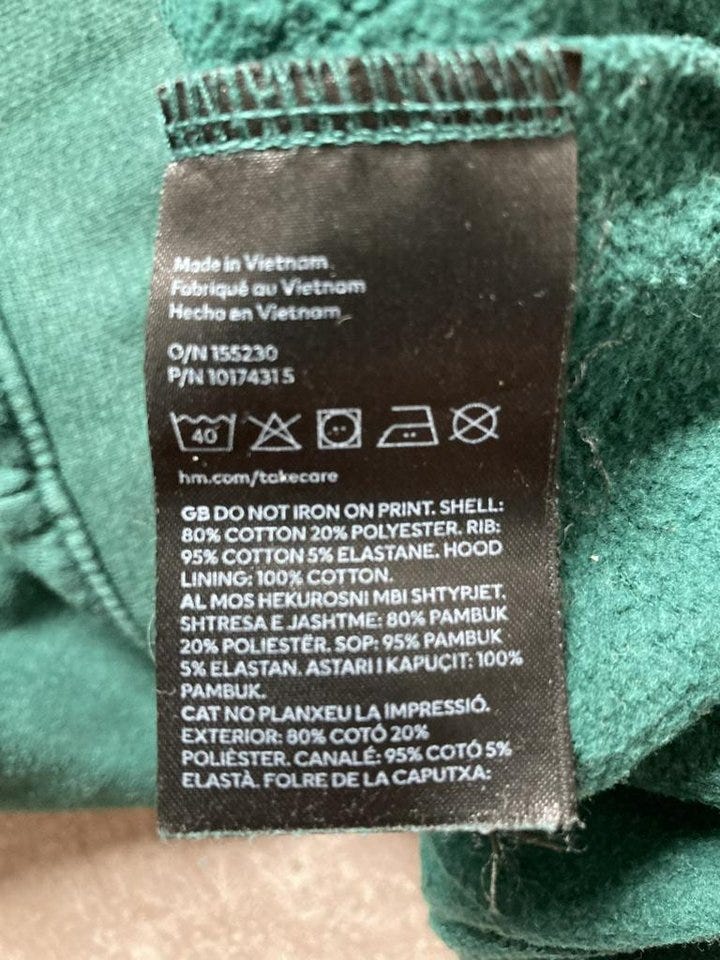 Made in Vietnam
Fabriqué au Vietnam
Hecho en Vietnam
O/N 155230
P/N 10174315
40
hm.com/takecare
GB DO NOT IRON ON PRINT. SHELL:
80% COTTON 20% POLYESTER. RIB:
95% COTTON 5% ELASTANE. HOOD
LINING: 100% COTTON.
AL MOS HEKUROSNI MBI SHTYPJET.
SHTRESA E JASHTME: 80% PAMBUK
20% POLIESTËR. SOP: 95% PAMBUK
5% ELASTAN. ASTARI I KAPUÇIT: 100%
PAMBUK.
CAT NO PLANXEU LA IMPRESSIÓ.
EXTERIOR: 80% COTÓ 20%
POLIÈSTER. CANALÉ: 95% COTÓ 5%
ELASTÀ. FOLRE DE LA CAPUTXA: